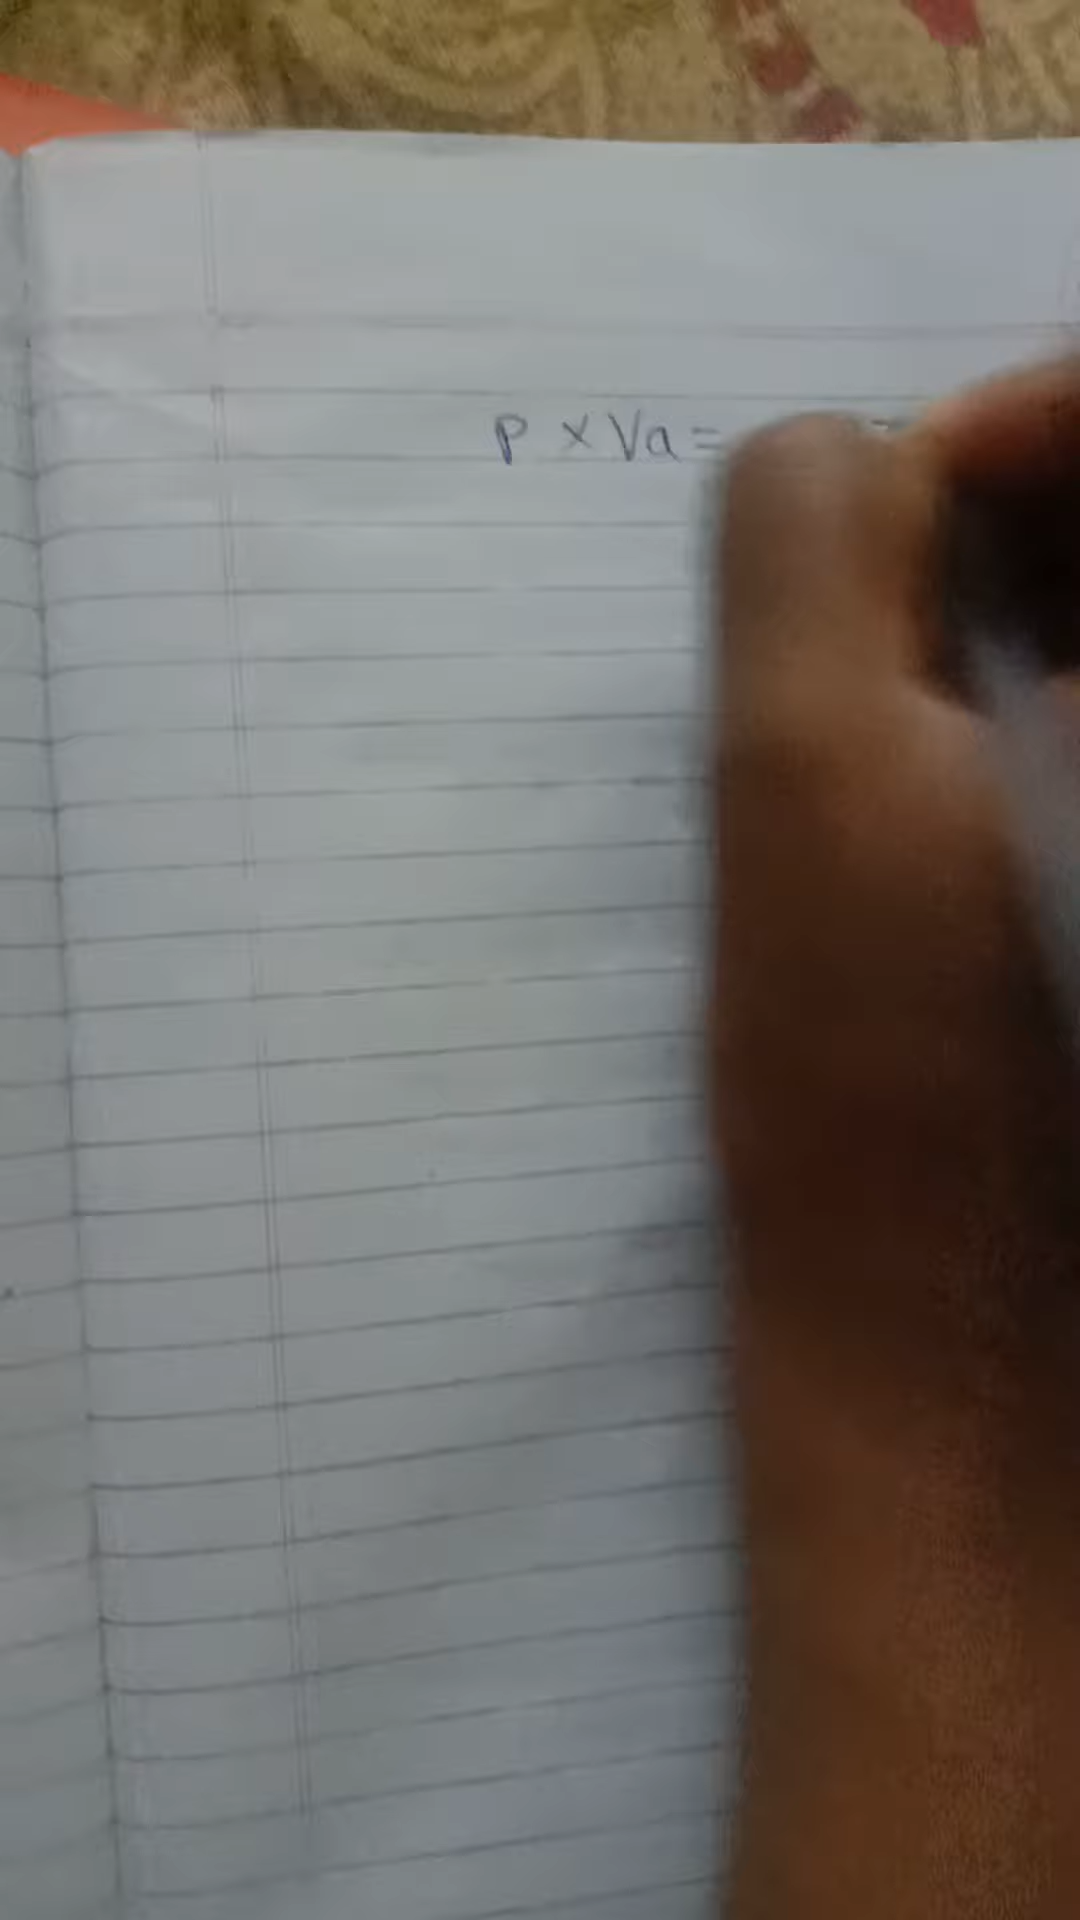 P × Va =